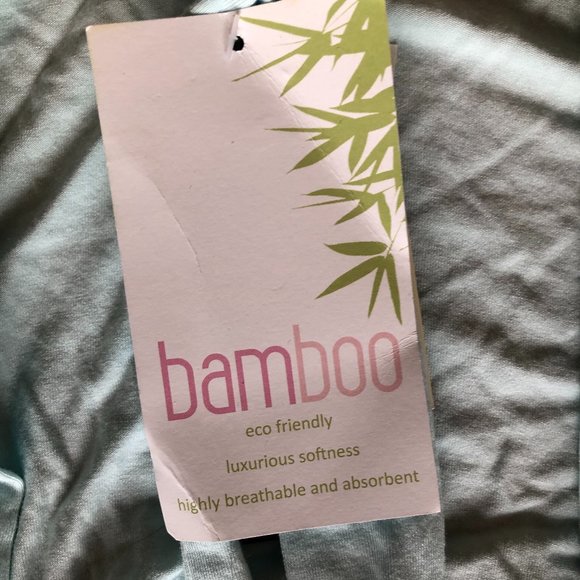 bamboo
eco friendly
luxurious softness
highly breathable and absorbent